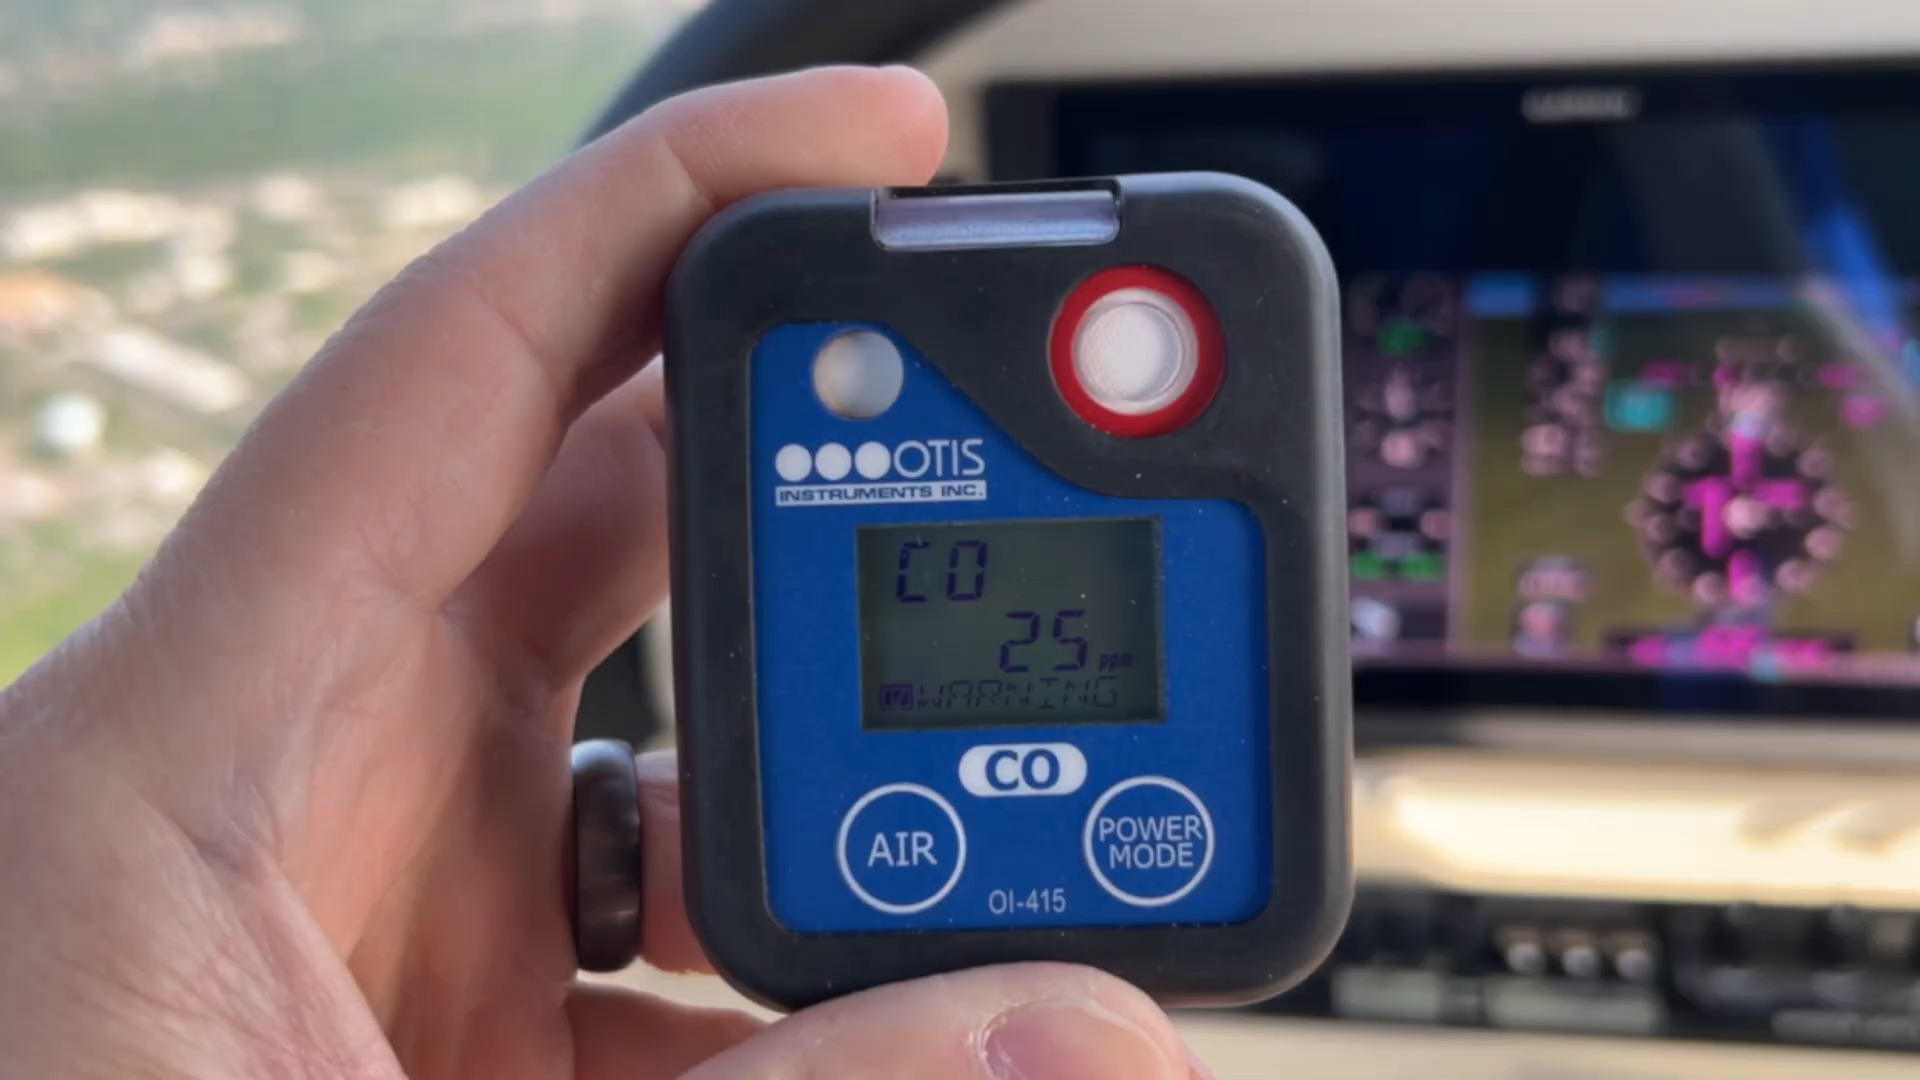 OTIS
INSTRUMENTS INC.
CO
25 ppm
WARNING
CO
AIR
POWER
MODE
OI-415